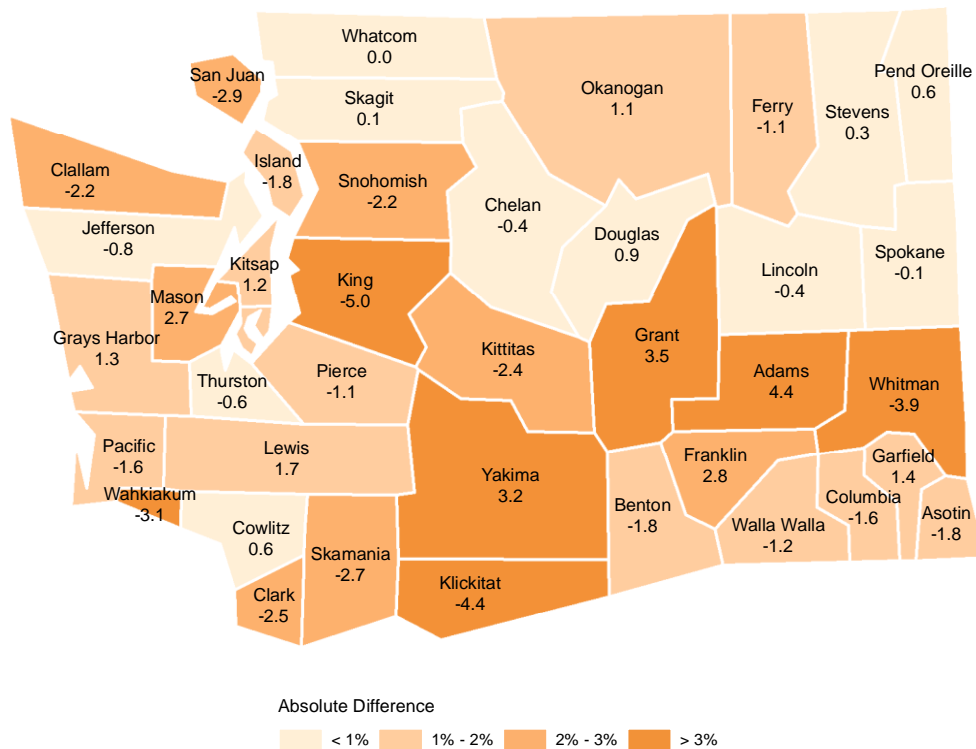 Whatcom
0.0
San Juan
-2.9
Skagit
0.1
Okanogan
1.1
Ferry
-1.1
Stevens
0.3
Pend Oreille
0.6
Clallam
-2.2
Island
-1.8
Snohomish
-2.2
Chelan
-0.4
Jefferson
-0.8
Douglas
0.9
Spokane
-0.1
Kitsap
1.2
King
-5.0
Lincoln
-0.4
Mason
2.7
Grays Harbor
1.3
Kittitas
-2.4
Grant
3.5
Thurston
-0.6
Pierce
-1.1
Adams
4.4
Whitman
-3.9
Pacific
-1.6
Lewis
1.7
Yakima
3.2
Franklin
2.8
Garfield
1.4
Wahkiakum
-3.1
Benton
-1.8
Columbia
-1.6
Asotin
-1.8
Cowlitz
0.6
Walla Walla
-1.2
Skamania
-2.7
Klickitat
-4.4
Clark
-2.5
Absolute Difference
< 1% 1% - 2% 2% - 3% > 3%